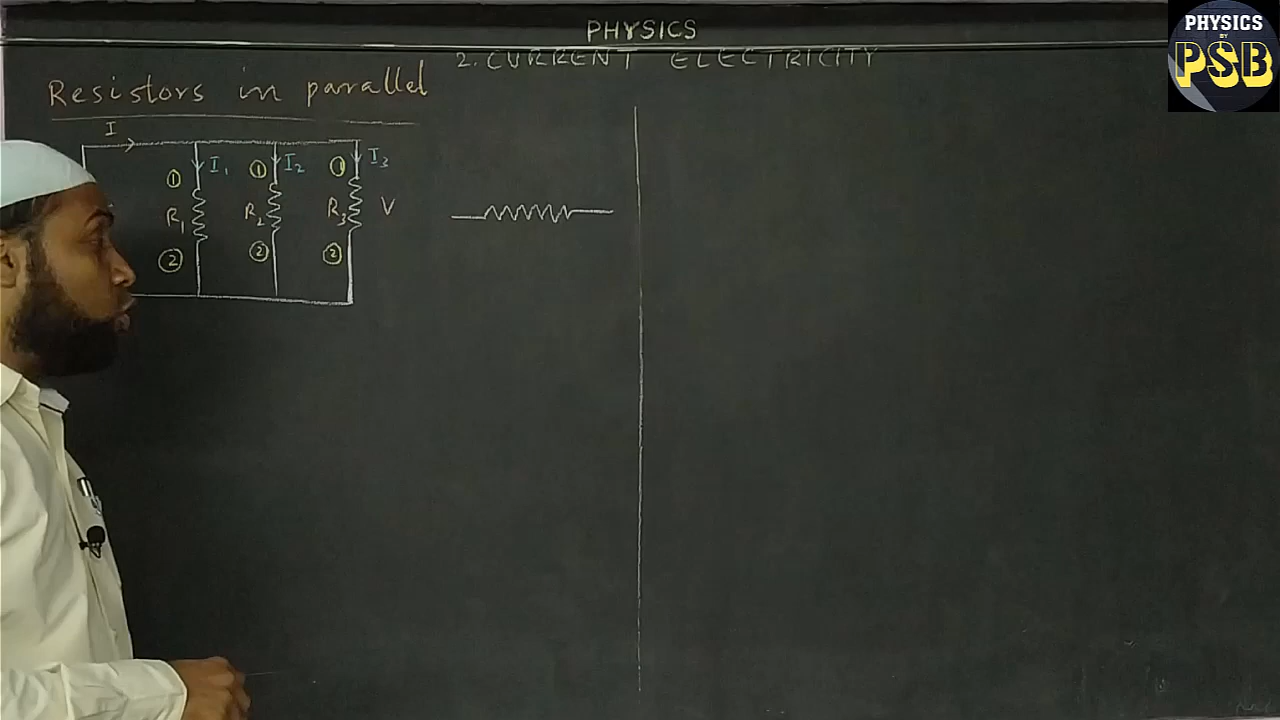 PHYSICS
2. CURRENT ELECTRICITY
PHYSICS
BY
PSB
Resistors in parallel
I
I1 I2 I3
① ① ①
R1 R2 R3 V
② ② ②